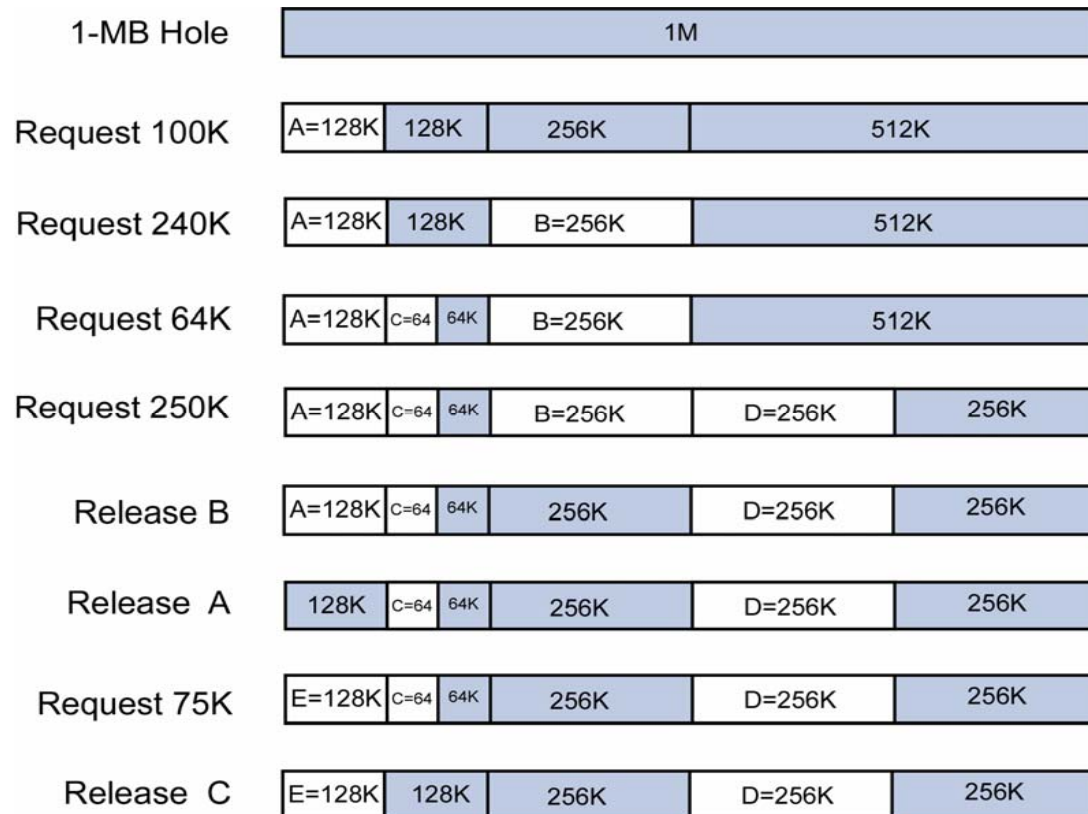 1-MB Hole 1M
Request 100K A=128K 128K 256K 512K
Request 240K A=128K 128K B=256K 512K
Request 64K A=128K C=64 64K B=256K 512K
Request 250K A=128K C=64 64K B=256K D=256K 256K
Release B A=128K C=64 64K 256K D=256K 256K
Release A 128K C=64 64K 256K D=256K 256K
Request 75K E=128K C=64 64K 256K D=256K 256K
Release C E=128K 128K 256K D=256K 256K